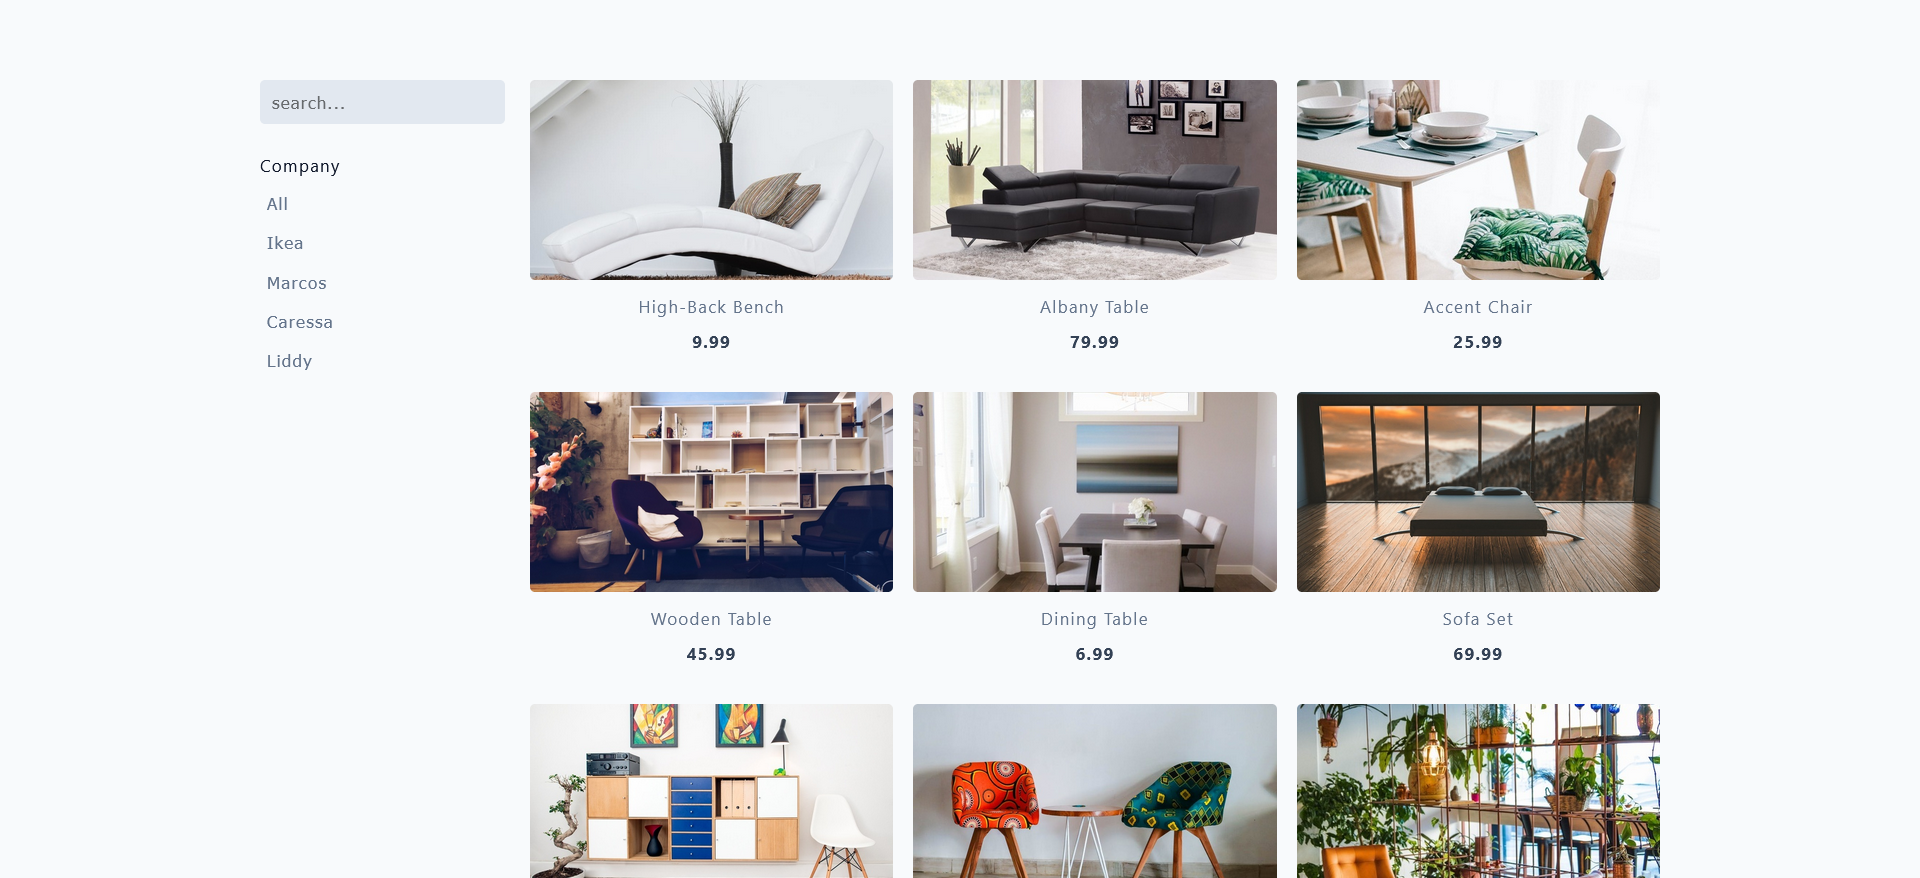 search...
Company
All
Ikea
Marcos
Caressa
Liddy
High-Back Bench
9.99
Albany Table
79.99
Accent Chair
25.99
Wooden Table
45.99
Dining Table
6.99
Sofa Set
69.99